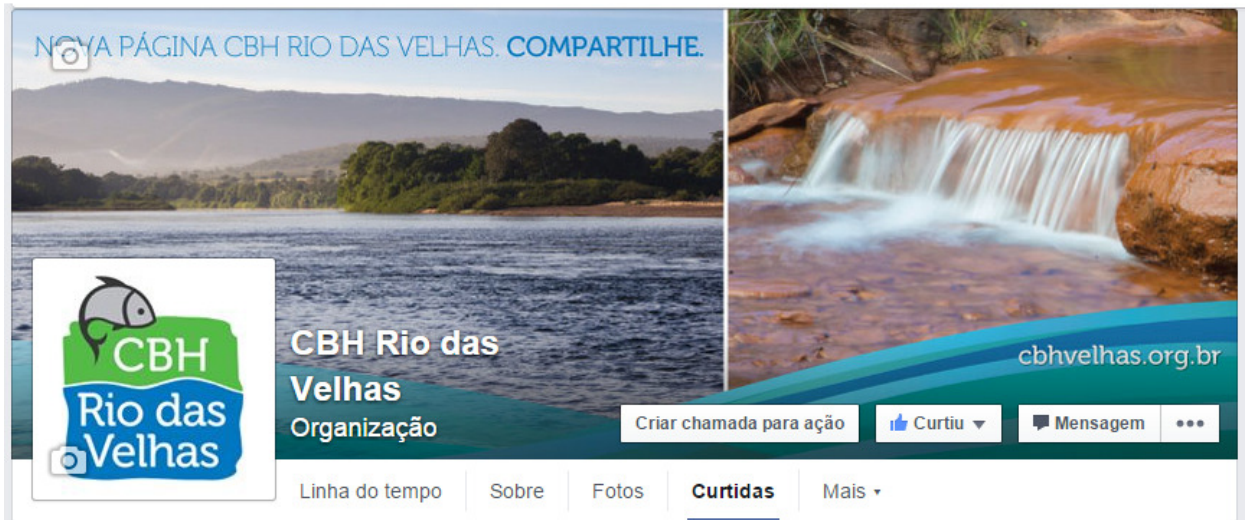 NOVA PÁGINA CBH RIO DAS VELHAS. COMPARTILHE.
CBH
Rio das
Velhas
CBH Rio das
Velhas
Organização
cbhvelhas.org.br
Criar chamada para ação
Curtiu
Mensagem
Linha do tempo
Sobre
Fotos
Curtidas
Mais